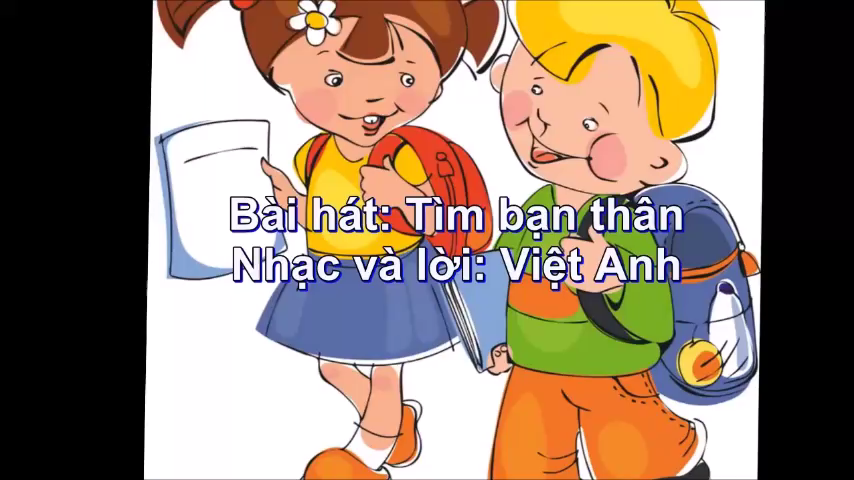 Bài hát: Tìm bạn thân
Nhạc và lời: Việt Anh